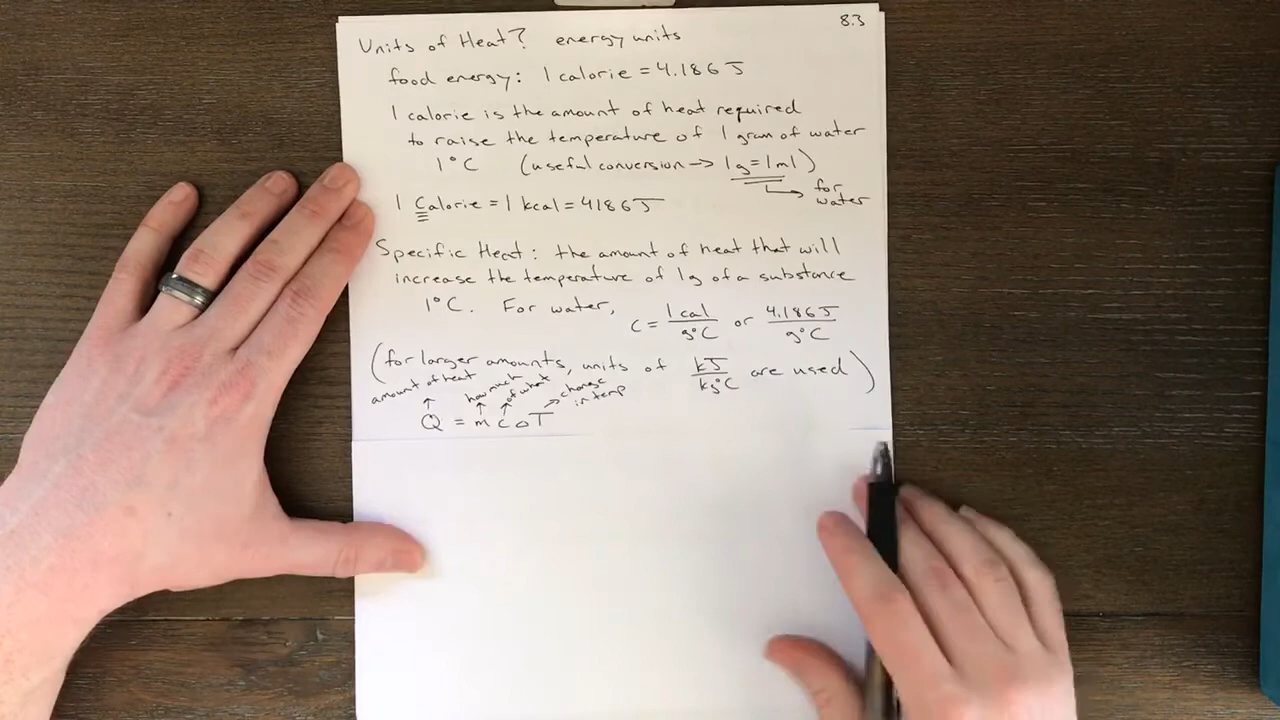 8.3
Units of Heat? energy units
food energy: 1 calorie = 4.186 J
1 calorie is the amount of heat required
to raise the temperature of 1 gram of water
1°C (useful conversion → 1g = 1ml)
for
water
1 Calorie = 1 kcal = 4186 J
Specific Heat: the amount of heat that will
increase the temperature of 1g of a substance
1°C. For water, c = 1 cal / g°C or 4.186 J / g°C
(for larger amounts, units of kJ / kg°C are used)
amount of heat how much of what change
in temp
Q = m c △T